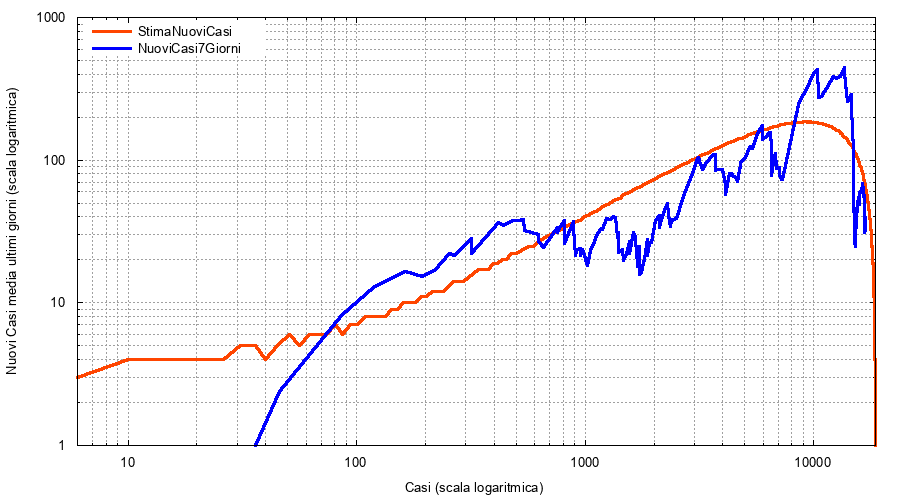 1000
StimaNuoviCasi
NuoviCasi7Giorni
100
10
1
Nuovi Casi media ultimi giorni (scala logaritmica)
10
100
1000
10000
Casi (scala logaritmica)